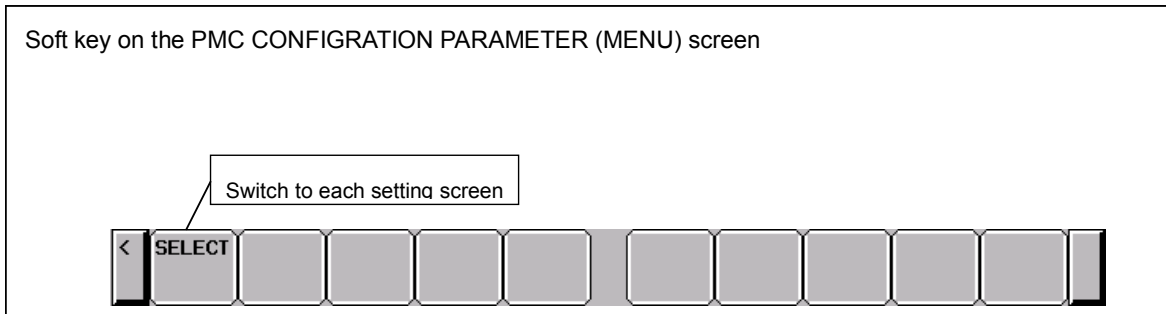 Soft key on the PMC CONFIGRATION PARAMETER (MENU) screen
Switch to each setting screen
< SELECT